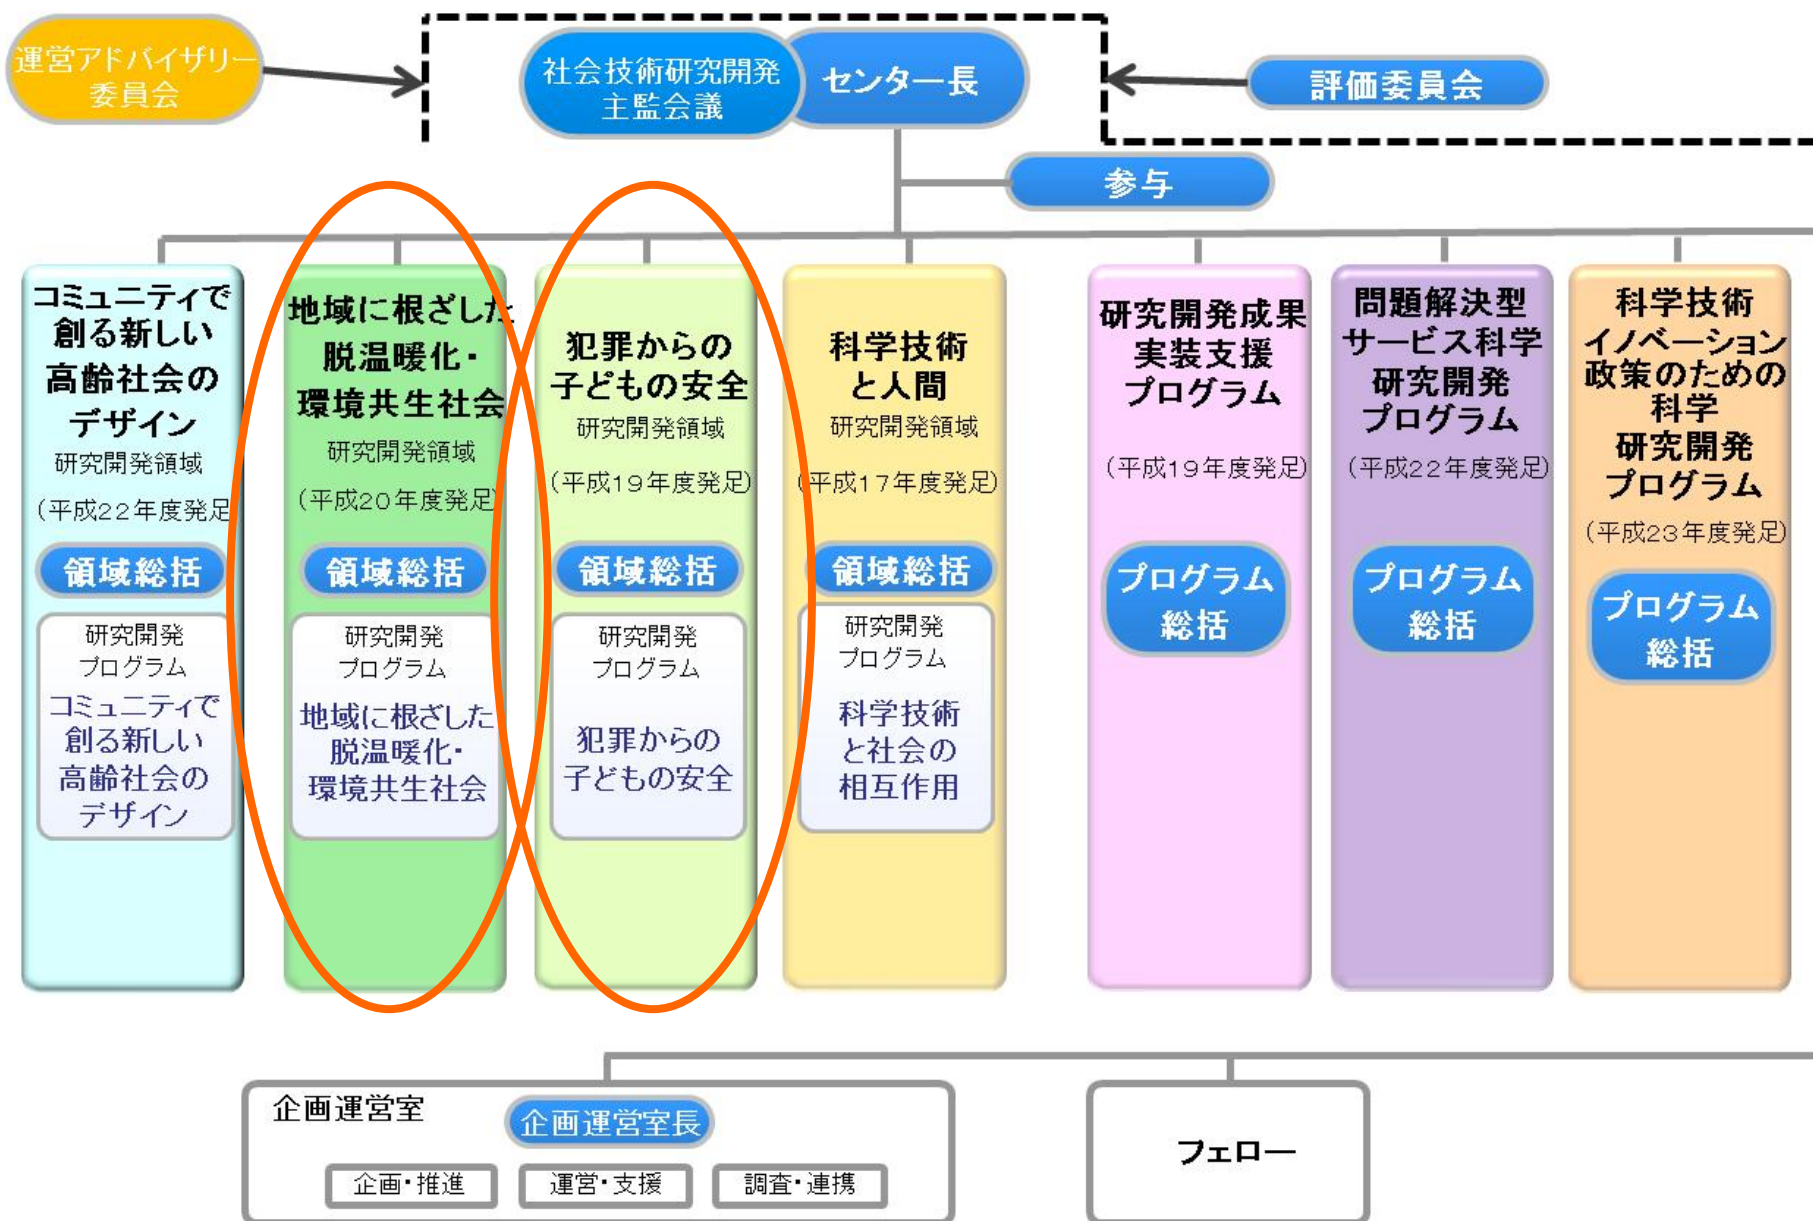 運営アドバイザリー
委員会
社会技術研究開発
主監会議
センター長
評価委員会
参与
コミュニティで
創る新しい
高齢社会の
デザイン
研究開発領域
(平成22年度発足
領域総括
研究開発
プログラム
コミュニティで
創る新しい
高齢社会の
デザイン
地域に根ざした
脱温暖化・
環境共生社会
研究開発領域
(平成20年度発足)
領域総括
研究開発
プログラム
地域に根ざした
脱温暖化・
環境共生社会
犯罪からの
子どもの安全
研究開発領域
(平成19年度発足)
領域総括
研究開発
プログラム
犯罪からの
子どもの安全
科学技術
と人間
研究開発領域
(平成17年度発足)
領域総括
研究開発
プログラム
科学技術
と社会の
相互作用
研究開発成果
実装支援
プログラム
(平成19年度発足)
プログラム
総括
問題解決型
サービス科学
研究開発
プログラム
(平成22年度発足)
プログラム
総括
科学技術
イノベーション
政策のための
科学
研究開発
プログラム
(平成23年度発足)
プログラム
総括
企画運営室
企画運営室長
企画・推進
運営・支援
調査・連携
フェロー